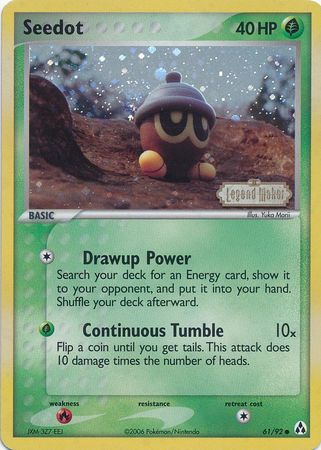 Seedot
40 HP
Legend Maker
BASIC
Illus. Yuka Morii
Drawup Power
Search your deck for an Energy card, show it
to your opponent, and put it into your hand.
Shuffle your deck afterward.
Continuous Tumble 10x
Flip a coin until you get tails. This attack does
10 damage times the number of heads.
weakness resistance retreat cost
JXM-3Z7-EEJ ©2006 Pokémon/Nintendo 61/92